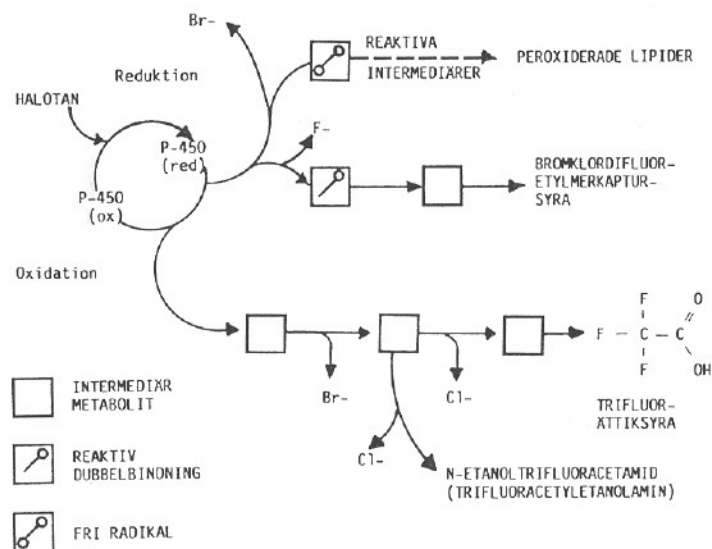 Br-
Reduktion
REAKTIVA
INTERMEDIÄRER
PEROXIDERADE LIPIDER
HALOTAN
P-450
(red)
P-450
(ox)
F-
BROMKLORDIFLUOR-
ETYLMERKAPTUR-
SYRA
Oxidation
Br-
Cl-
Cl-
F
F
F
C
C
O
OH
TRIFLUOR-
ÄTTIKSYRA
N-ETANOLTRIFLUORACETAMID
(TRIFLUORACETYLETANOLAMIN)
INTERMEDIÄR
METABOLIT
REAKTIV
DUBBELBINDNING
FRI RADIKAL